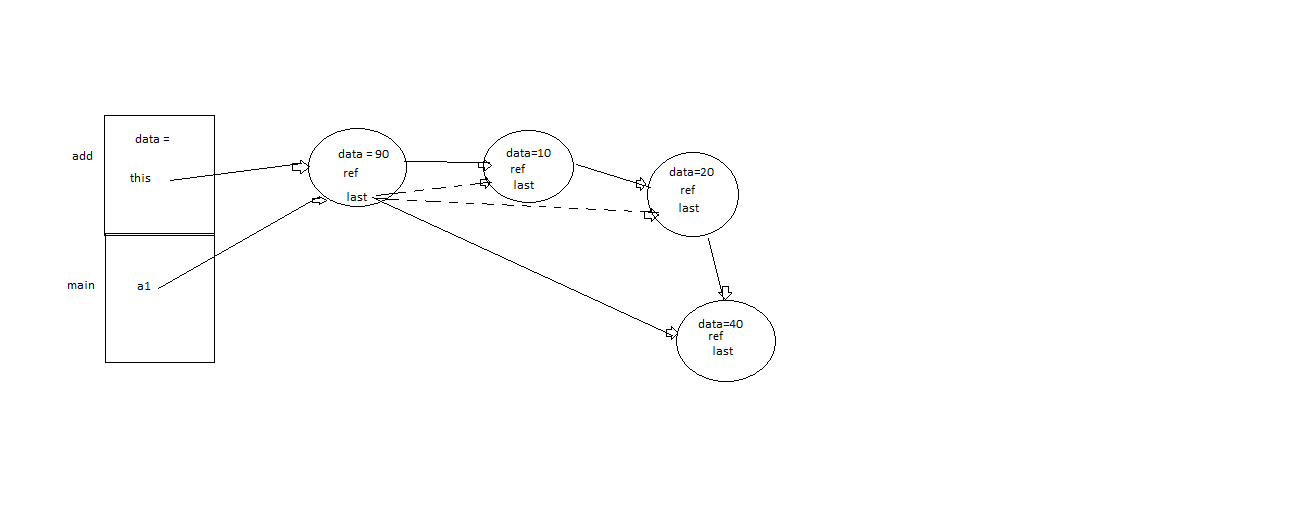 add
data =
this
main
a1
data = 90
ref
last
data=10
ref
last
data=20
ref
last
data=40
ref
last